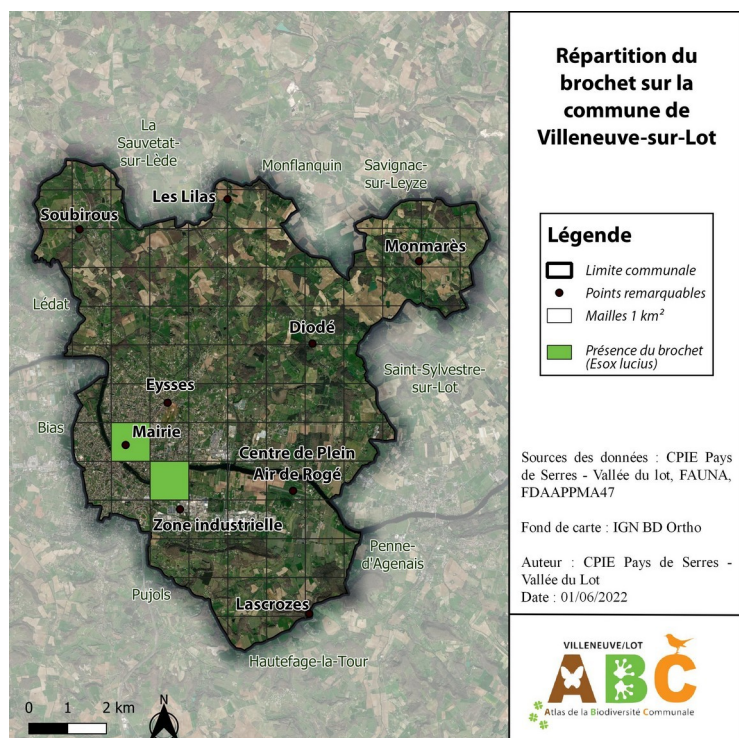 Répartition du
brochet sur la
commune de
Villeneuve-sur-Lot
Légende
Limite communale
Points remarquables
Mailles 1 km²
Présence du brochet
(Esox lucius)
Sources des données : CPIE Pays
de Serres - Vallée du lot, FAUNA,
FDAAPPMA47
Fond de carte : IGN BD Ortho
Auteur : CPIE Pays de Serres -
Vallée du Lot
Date : 01/06/2022
VILLENEUVE/LOT
ABC
Atlas de la Biodiversité Communale
La
Sauvetat-
sur-Lède
Monflanquin
Savignac-
sur-Leyze
Les Lilas
Soubirous
Monmarès
Lédat
Diodé
Saint-Sylvestre-
sur-Lot
Eysses
Bias
Mairie
Centre de Plein
Air de Rogé
Zone industrielle
Penne-
d'Agenais
Pujols
Lascrozes
Hautefage-la-Tour
0 1 2 km
N